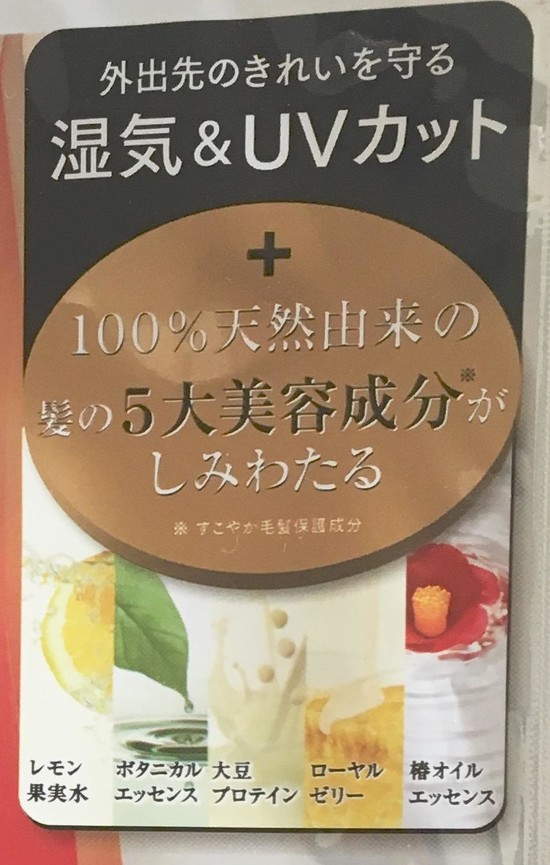 外出先のきれいを守る
湿気&UVカット
+
100%天然由来の
髪の5大美容成分※が
しみわたる
※ すこやか毛髪保護成分
レモン
果実水
ボタニカル
エッセンス
大豆
プロテイン
ローヤル
ゼリー
椿オイル
エッセンス